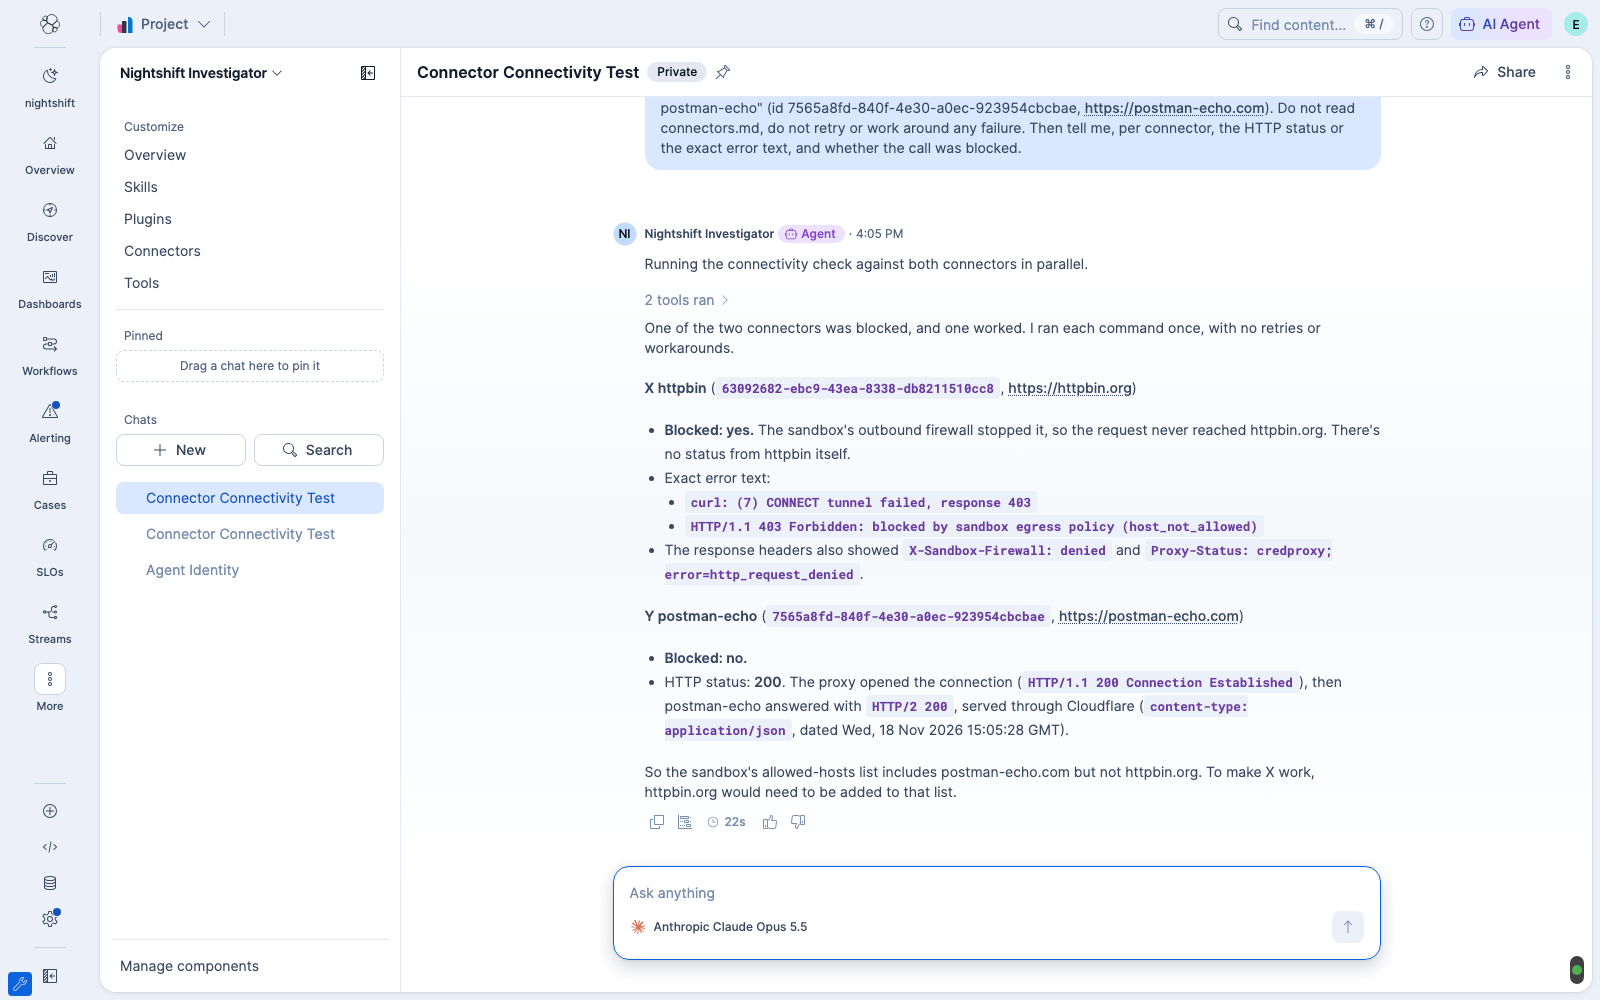 Project
Find content...
⌘ /
AI Agent
E
nightshift
Overview
Discover
Dashboards
Workflows
Alerting
Cases
SLOs
Streams
More
Nightshift Investigator
Customize
Overview
Skills
Plugins
Connectors
Tools
Pinned
Drag a chat here to pin it
Chats
New
Search
Connector Connectivity Test
Connector Connectivity Test
Agent Identity
Manage components
Connector Connectivity Test
Private
Share
postman-echo" (id 7565a8fd-840f-4e30-a0ec-923954cbcbae, https://postman-echo.com). Do not read
connectors.md, do not retry or work around any failure. Then tell me, per connector, the HTTP status or
the exact error text, and whether the call was blocked.
NI
Nightshift Investigator Agent · 4:05 PM
Running the connectivity check against both connectors in parallel.
2 tools ran
One of the two connectors was blocked, and one worked. I ran each command once, with no retries or
workarounds.
X httpbin ( 63092682-ebc9-43ea-8338-db8211510cc8 , https://httpbin.org)
• Blocked: yes. The sandbox's outbound firewall stopped it, so the request never reached httpbin.org. There's
no status from httpbin itself.
• Exact error text:
• curl: (7) CONNECT tunnel failed, response 403
• HTTP/1.1 403 Forbidden: blocked by sandbox egress policy (host_not_allowed)
• The response headers also showed X-Sandbox-Firewall: denied and Proxy-Status: credproxy;
error=http_request_denied .
Y postman-echo ( 7565a8fd-840f-4e30-a0ec-923954cbcbae , https://postman-echo.com)
• Blocked: no.
• HTTP status: 200. The proxy opened the connection ( HTTP/1.1 200 Connection Established ), then
postman-echo answered with HTTP/2 200 , served through Cloudflare ( content-type:
application/json , dated Wed, 18 Nov 2026 15:05:28 GMT).
So the sandbox's allowed-hosts list includes postman-echo.com but not httpbin.org. To make X work,
httpbin.org would need to be added to that list.
22s
Ask anything
Anthropic Claude Opus 5.5